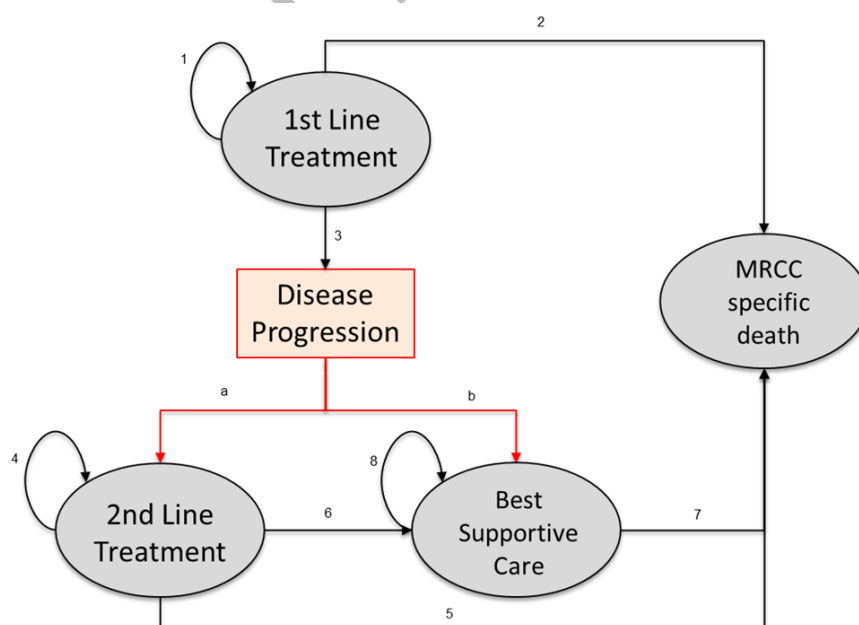 2
1
1st Line
Treatment
3
MRCC
specific
death
Disease
Progression
a
b
4
8
2nd Line
Treatment
6
Best
Supportive
Care
7
5